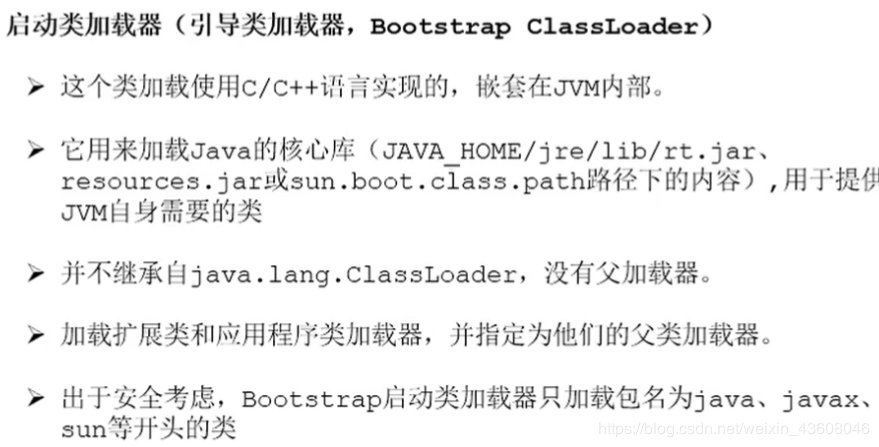 启动类加载器（引导类加载器，Bootstrap ClassLoader）
➢ 这个类加载使用C/C++语言实现的，嵌套在JVM内部。
➢ 它用来加载Java的核心库（JAVA_HOME/jre/lib/rt.jar、
resources.jar或sun.boot.class.path路径下的内容）,用于提供
JVM自身需要的类
➢ 并不继承自java.lang.ClassLoader，没有父加载器。
➢ 加载扩展类和应用程序类加载器，并指定为他们的父类加载器。
➢ 出于安全考虑，Bootstrap启动类加载器只加载包名为java、javax、
sun等开头的类
https://blog.csdn.net/weixin_43608046